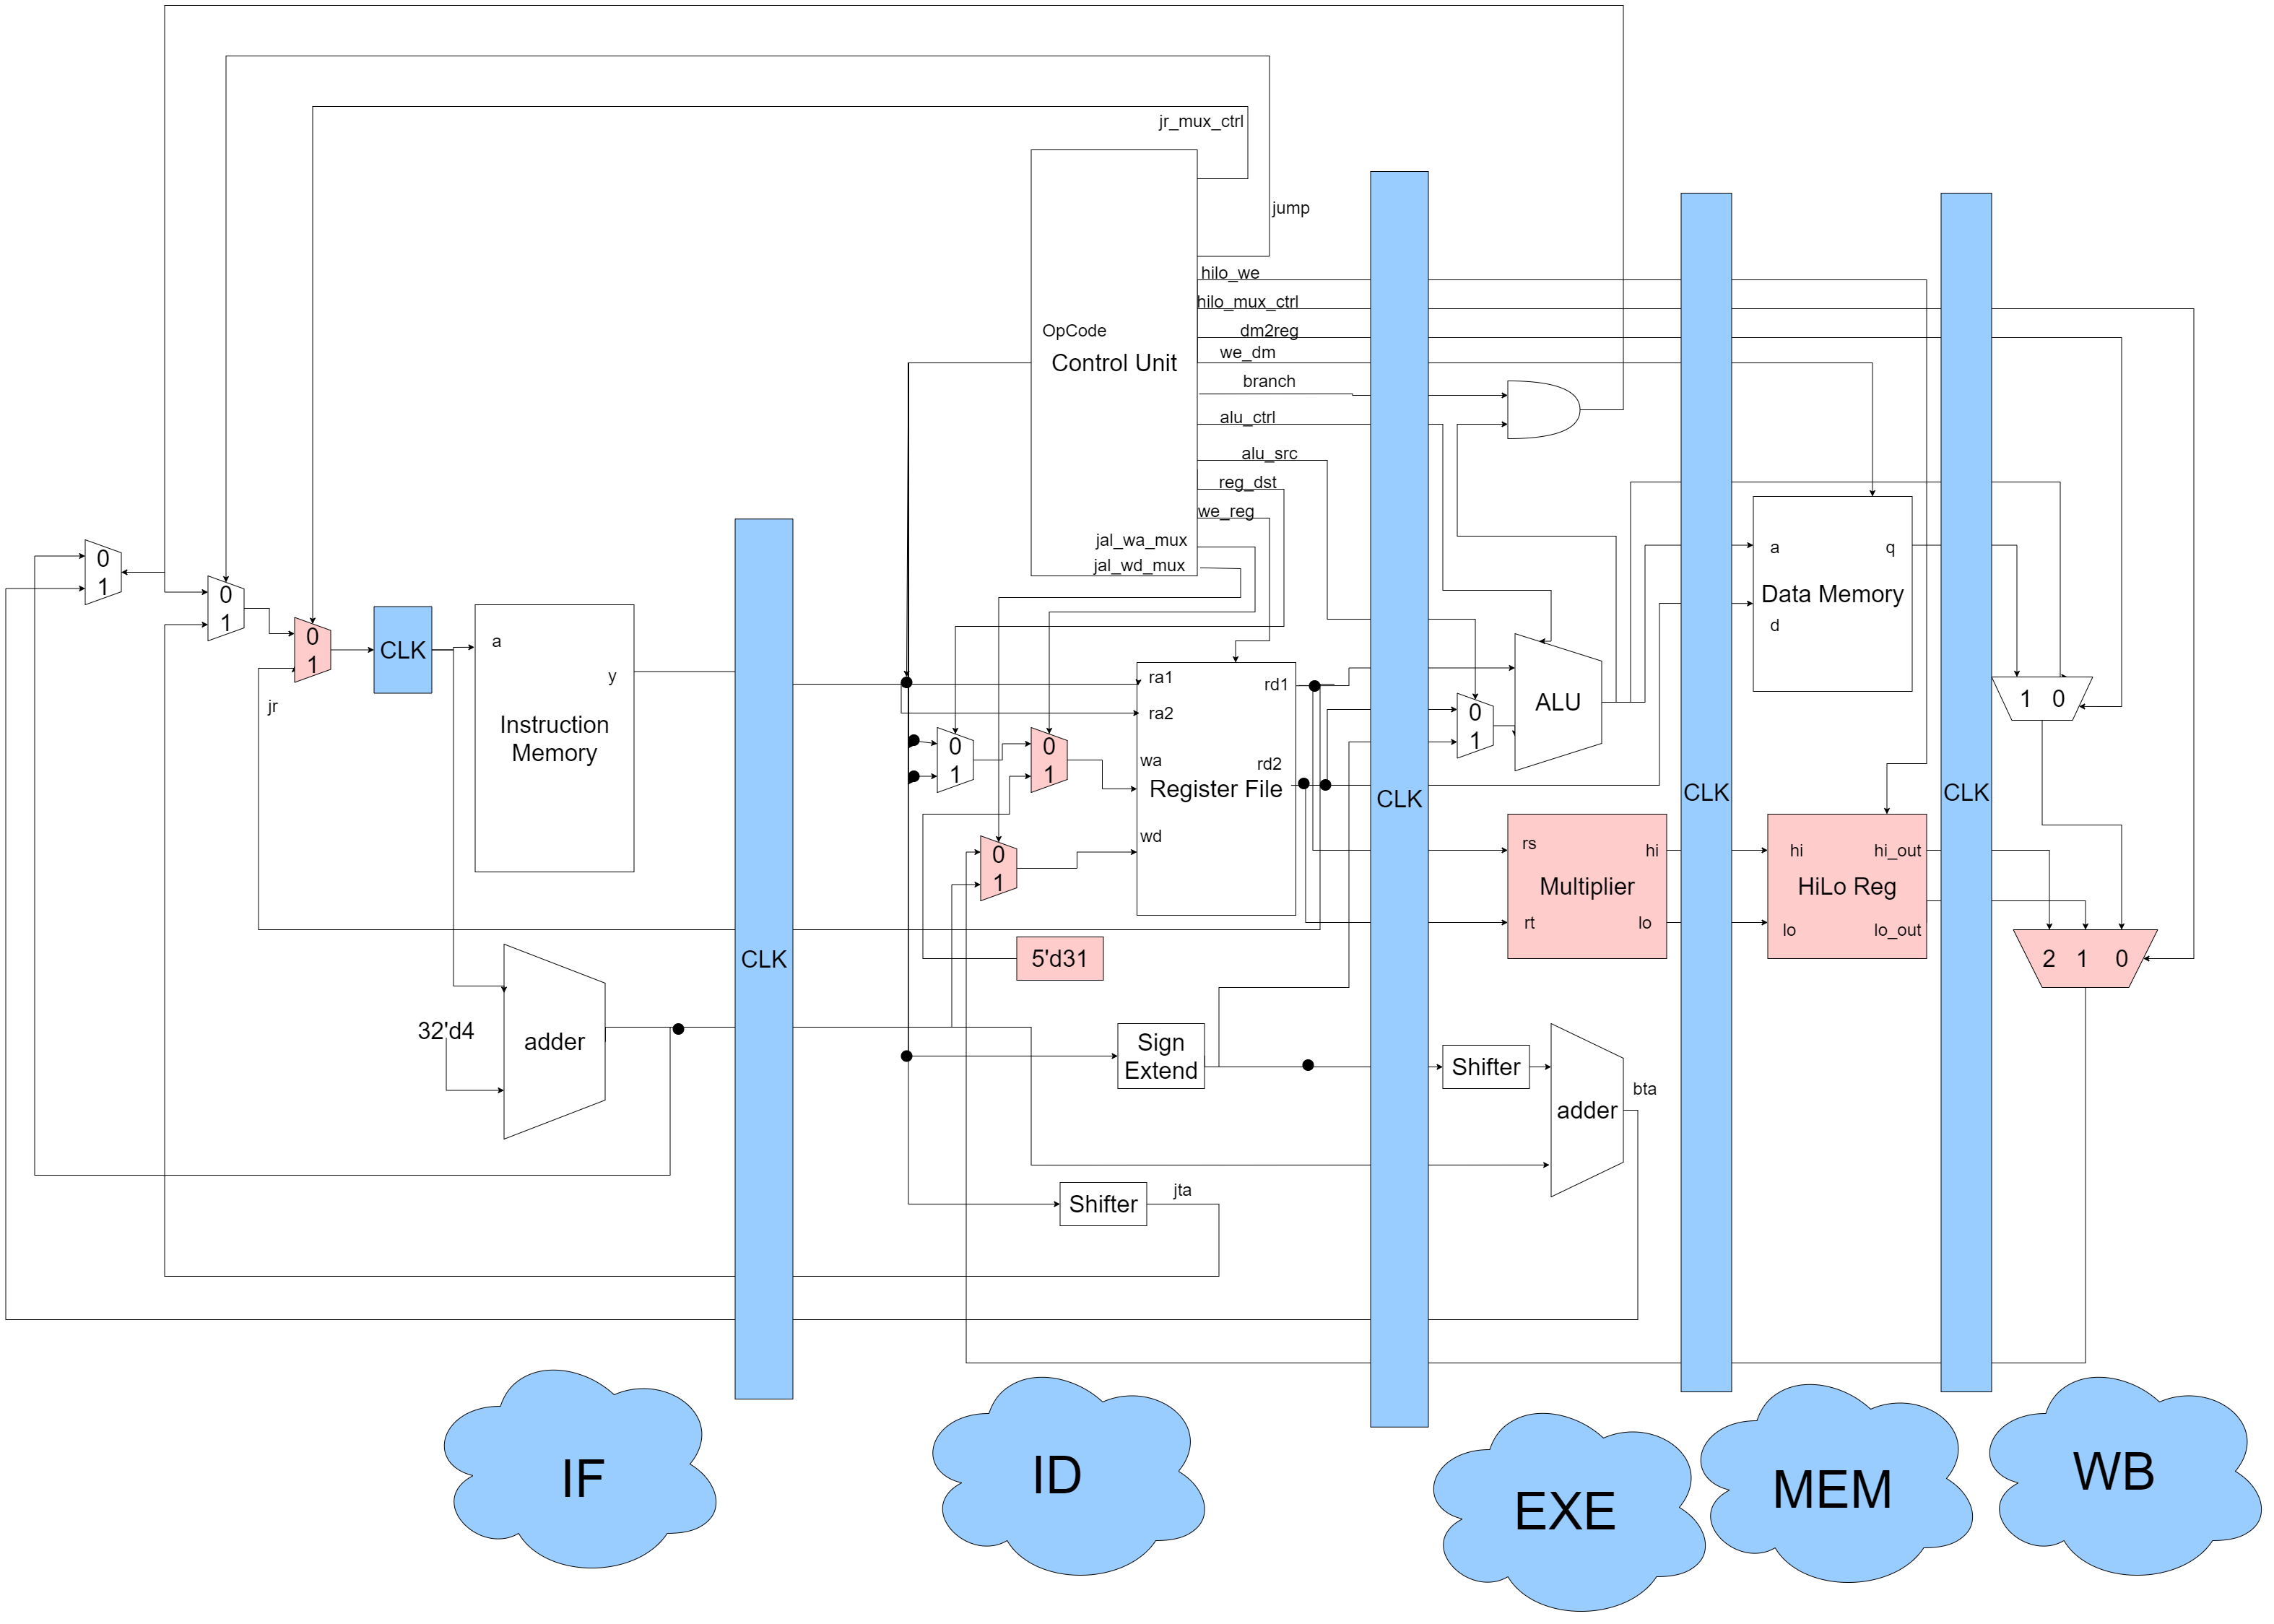 jr_mux_ctrl
jump
hilo_we
hilo_mux_ctrl
OpCode
dm2reg
Control Unit
we_dm
branch
alu_ctrl
alu_src
reg_dst
we_reg
jal_wa_mux
jal_wd_mux
0
1
0
1
0
1
jr
CLK
a
y
Instruction
Memory
CLK
0
1
0
1
0
1
ra1
ra2
wa
wd
rd1
rd2
Register File
5'd31
32'd4
adder
Sign
Extend
Shifter
jta
CLK
0
1
ALU
rs
rt
hi
lo
Multiplier
Shifter
adder
bta
CLK
a
q
Data Memory
d
hi
hi_out
HiLo Reg
lo
lo_out
CLK
1 0
2 1 0
IF
ID
EXE
MEM
WB